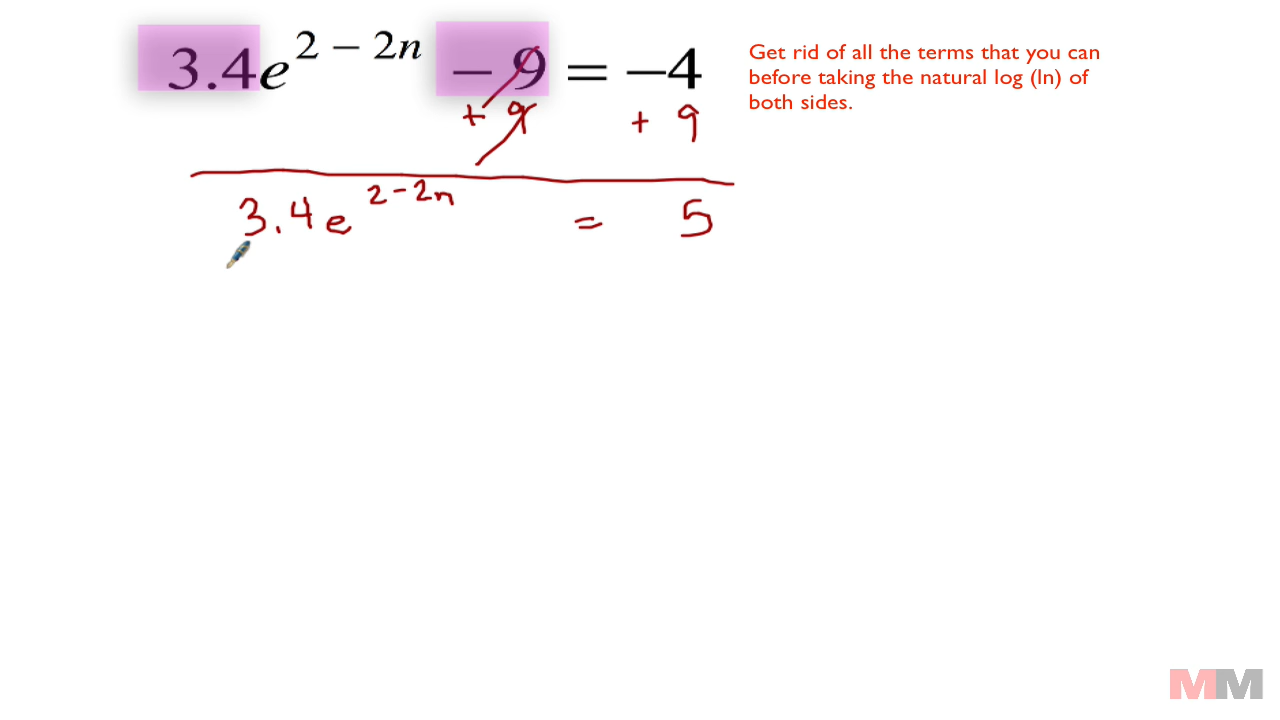 3.4e^{2 − 2n} − 9 = −4
Get rid of all the terms that you can
before taking the natural log (ln) of
both sides.
+ 9 + 9
3.4e^{2-2n} = 5
MM